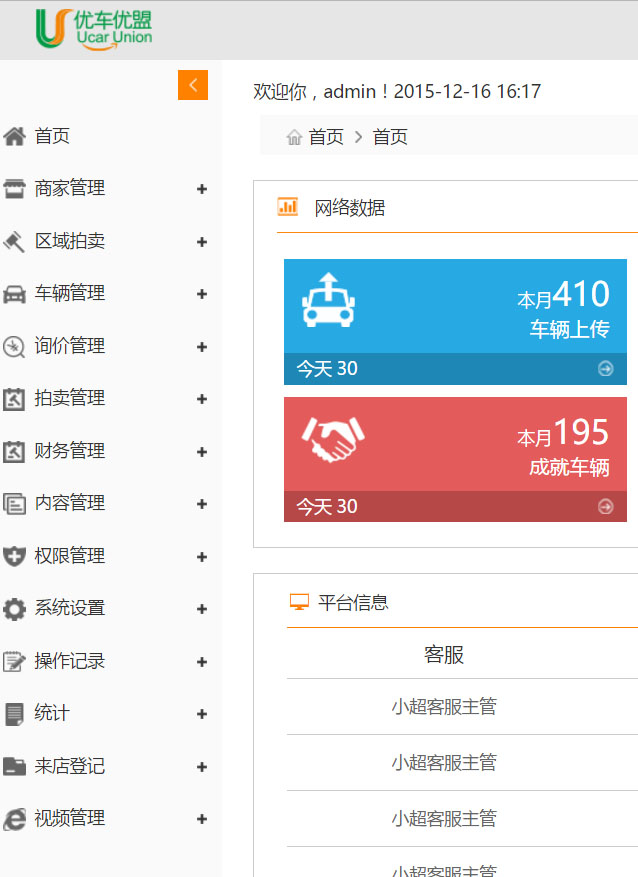 优车优盟
Ucar Union
欢迎你，admin！2015-12-16 16:17
首页 > 首页
首页
商家管理 +
区域拍卖 +
车辆管理 +
询价管理 +
拍卖管理 +
财务管理 +
内容管理 +
权限管理 +
系统设置 +
操作记录 +
统计 +
来店登记 +
视频管理 +
网络数据
本月410
车辆上传
今天 30
本月195
成就车辆
今天 30
平台信息
客服
小超客服主管
小超客服主管
小超客服主管
小超客服主管